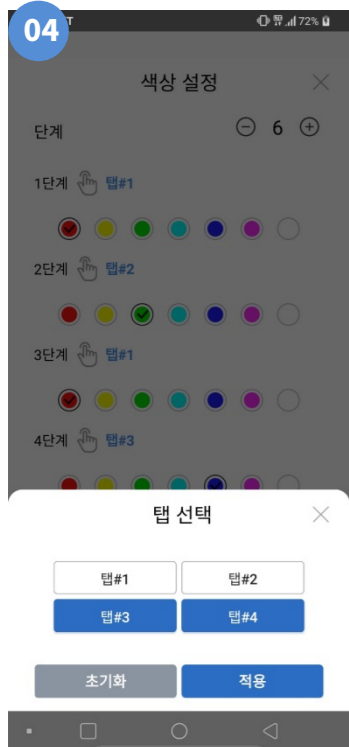 04
T
72%
색상 설정
단계
6
1단계 탭#1
2단계 탭#2
3단계 탭#1
4단계 탭#3
탭 선택
탭#1 탭#2
탭#3 탭#4
초기화 적용